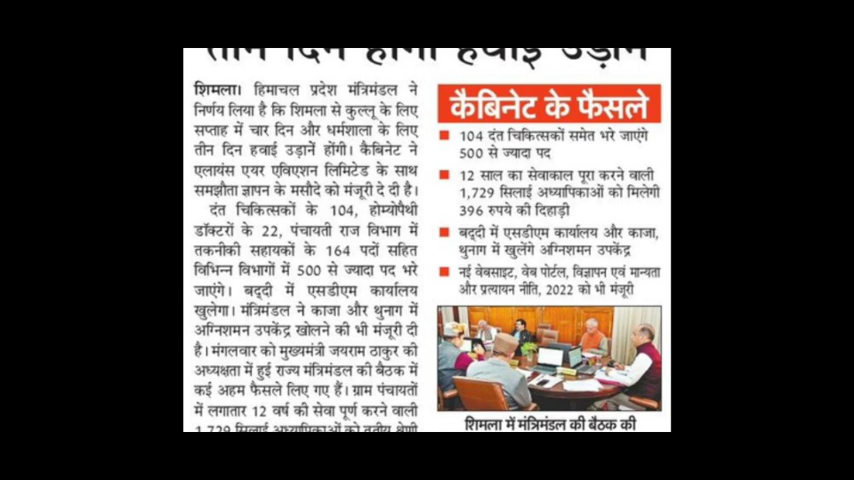 तीन दिन होंगी हवाई उड़ानें
शिमला। हिमाचल प्रदेश मंत्रिमंडल ने
निर्णय लिया है कि शिमला से कुल्लू के लिए
सप्ताह में चार दिन और धर्मशाला के लिए
तीन दिन हवाई उड़ानें होंगी। कैबिनेट ने
एलायंस एयर एविएशन लिमिटेड के साथ
समझौता ज्ञापन के मसौदे को मंजूरी दे दी है।
दंत चिकित्सकों के 104, होम्योपैथी
डॉक्टरों के 22, पंचायती राज विभाग में
तकनीकी सहायकों के 164 पदों सहित
विभिन्न विभागों में 500 से ज्यादा पद भरे
जाएंगे। बद्दी में एसडीएम कार्यालय
खुलेगा। मंत्रिमंडल ने काजा और थुनाग में
अग्निशमन उपकेंद्र खोलने की भी मंजूरी दी
है। मंगलवार को मुख्यमंत्री जयराम ठाकुर की
अध्यक्षता में हुई राज्य मंत्रिमंडल की बैठक में
कई अहम फैसले लिए गए हैं। ग्राम पंचायतों
में लगातार 12 वर्ष की सेवा पूर्ण करने वाली
1,729 सिलाई अध्यापिकाओं को तृतीय श्रेणी
कैबिनेट के फैसले
104 दंत चिकित्सकों समेत भरे जाएंगे
500 से ज्यादा पद
12 साल का सेवाकाल पूरा करने वाली
1,729 सिलाई अध्यापिकाओं को मिलेगी
396 रुपये की दिहाड़ी
बद्दी में एसडीएम कार्यालय और काजा,
थुनाग में खुलेंगे अग्निशमन उपकेंद्र
नई वेबसाइट, वेब पोर्टल, विज्ञापन एवं मान्यता
और प्रत्यायन नीति, 2022 को भी मंजूरी
शिमला में मंत्रिमंडल की बैठक की